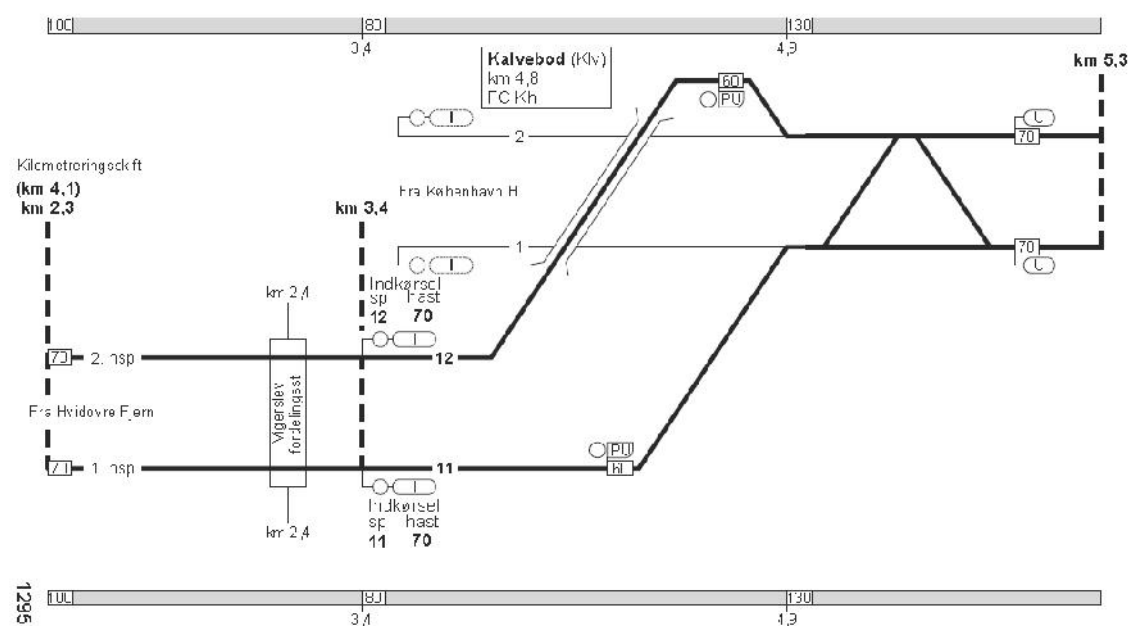 100 80 130
3,4 4,9
Kalvebod (Klv)
km 4,8
FC Kh
km 5,3
60
PU
I
2
U
70
Kilometreringsskift
(km 4,1)
km 2,3
km 3,4
Fra København H
1
70
I
U
km 2,4
Indkørsel
sp hast
12 70
I
70 2. hsp 12
Fra Hvidovre Fjern
Vigerslev
fordelingsst
PU
70 1. hsp 11 60
I
Indkørsel
sp hast
11 70
km 2,4
1295
100 80 130
3,4 4,9